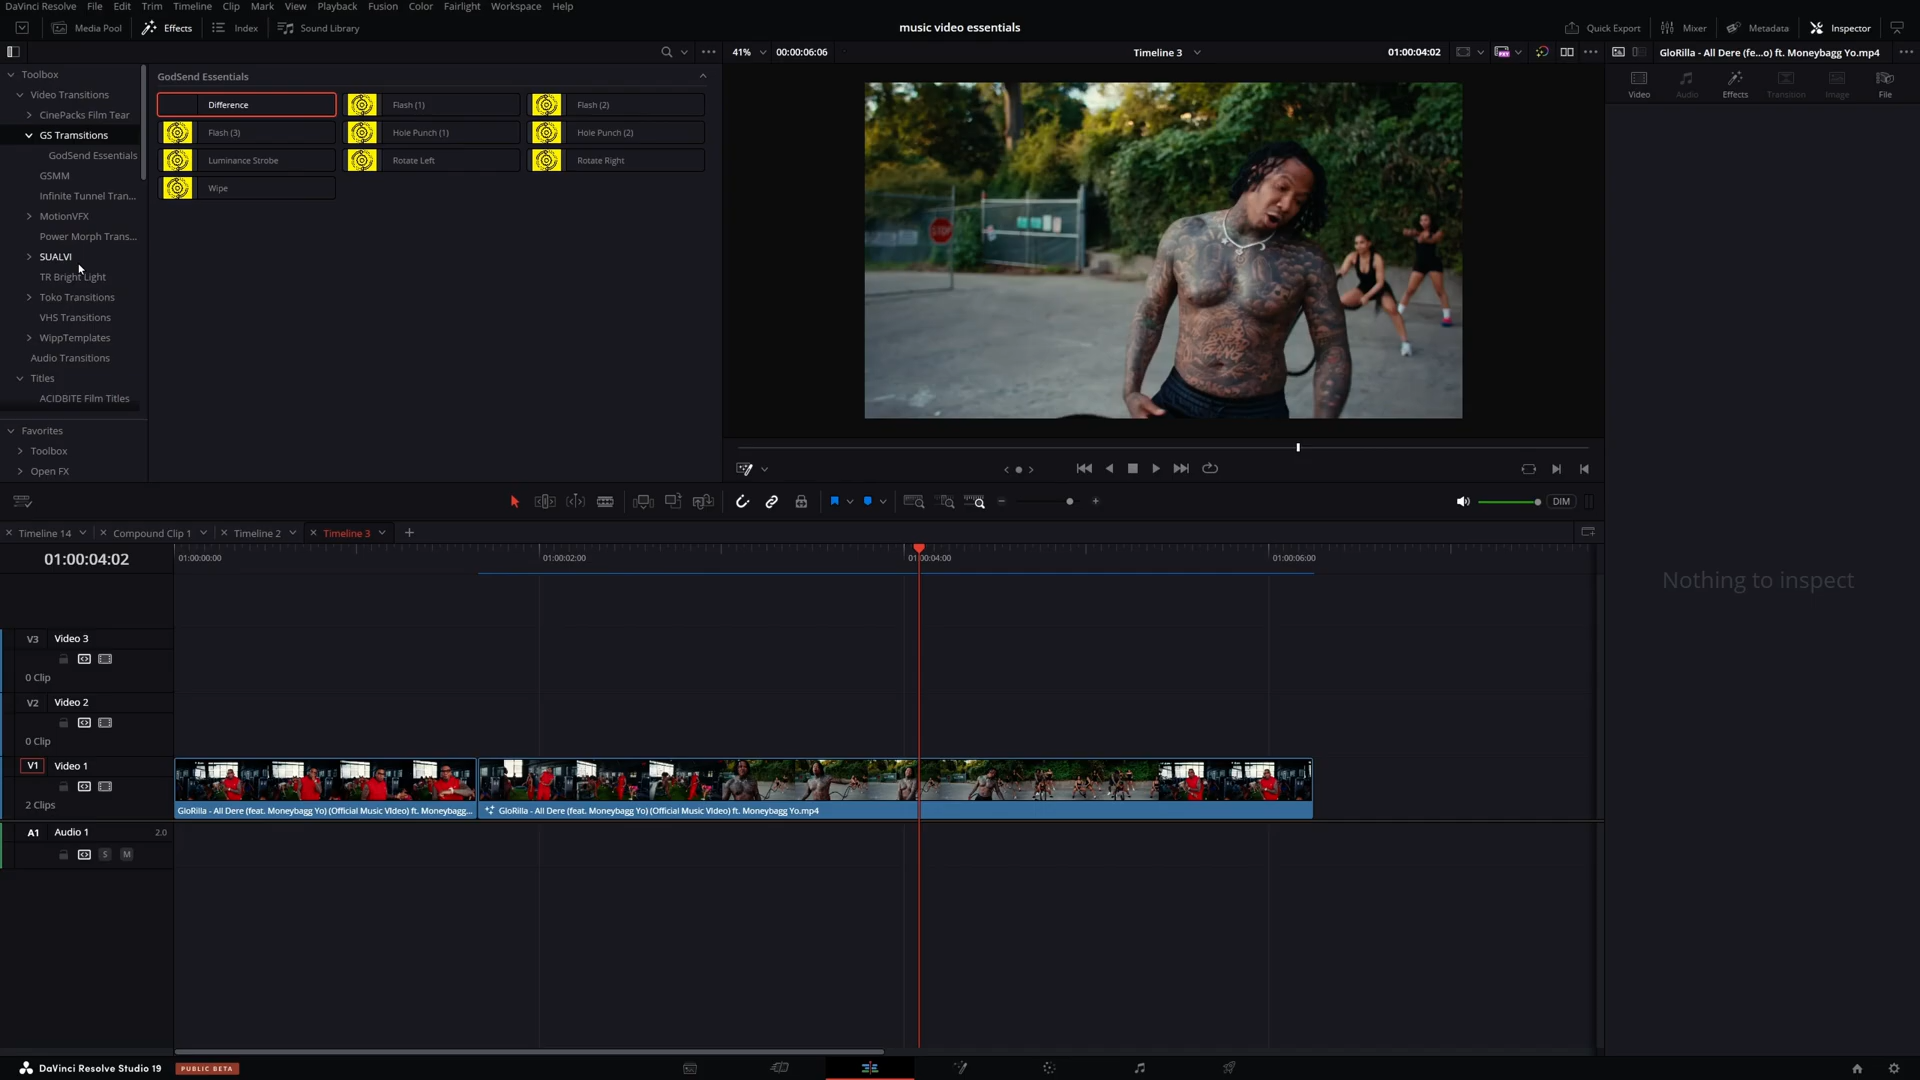 DaVinci Resolve File Edit Trim Timeline Clip Mark View Playback Fusion Color Fairlight Workspace Help
Media Pool Effects Index Sound Library music video essentials Quick Export Mixer Metadata Inspector
41% 00:00:06:06 Timeline 3 01:00:04:02 GloRilla - All Dere (fe...o) ft. Moneybagg Yo.mp4
Toolbox
Video Transitions
CinePacks Film Tear
GS Transitions
GodSend Essentials
GSMM
Infinite Tunnel Tran...
MotionVFX
Power Morph Trans...
SUALVI
TR Bright Light
Toko Transitions
VHS Transitions
WippTemplates
Audio Transitions
Titles
ACIDBITE Film Titles
Favorites
Toolbox
Open FX
GodSend Essentials
Difference Flash (1) Flash (2)
Flash (3) Hole Punch (1) Hole Punch (2)
Luminance Strobe Rotate Left Rotate Right
Wipe
STOP
Video Audio Effects Transition Image File
Nothing to inspect
DIM
Timeline 14 Compound Clip 1 Timeline 2 Timeline 3
01:00:04:02 01:00:00:00 01:00:02:00 01:00:04:00 01:00:06:00
V3 Video 3
0 Clip
V2 Video 2
0 Clip
V1 Video 1
2 Clips
GloRilla - All Dere (feat. Moneybagg Yo) (Official Music Video) ft. Moneybagg... GloRilla - All Dere (feat. Moneybagg Yo) (Official Music Video) ft. Moneybagg Yo.mp4
A1 Audio 1 2.0
S M
DaVinci Resolve Studio 19 PUBLIC BETA